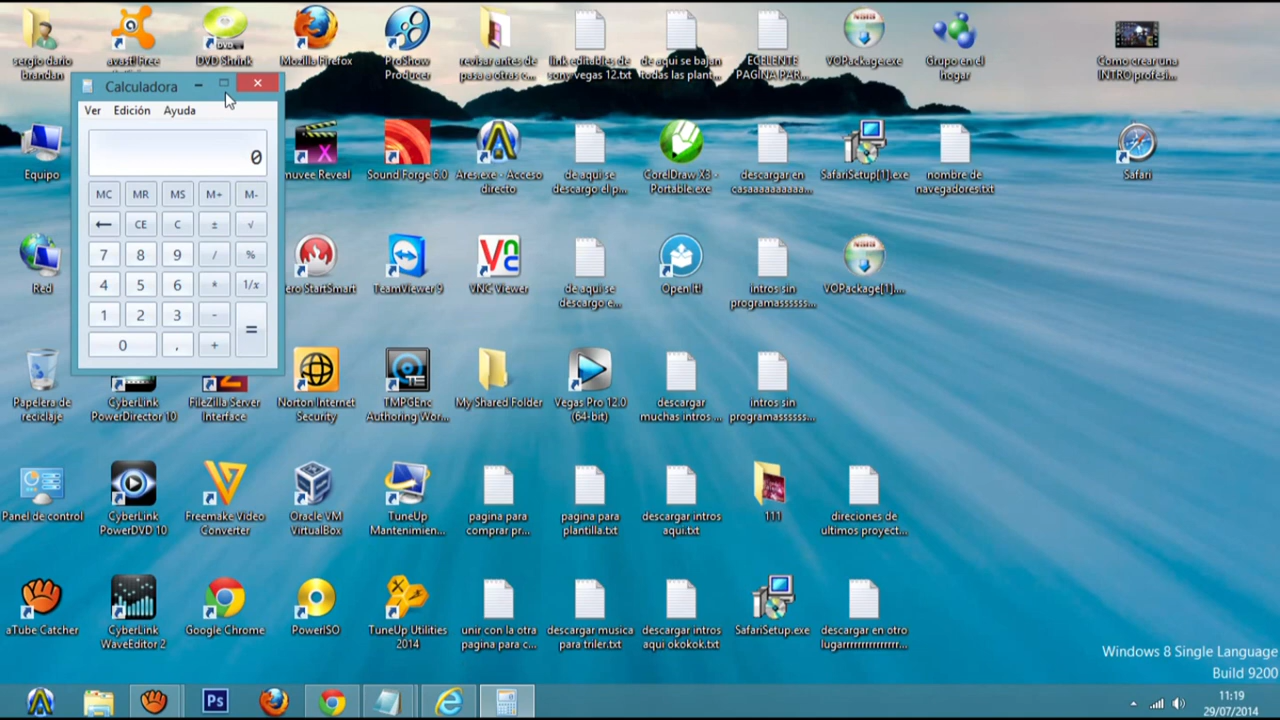 sergio dario
brandan
avast! Free
DVD Shrink
Mozilla Firefox
ProShow
Producer
revisar antes de
pasa a otras c...
link editables de
sony vegas 12.txt
de aqui se bajan
todas las plant...
ECELENTE
PAGINA PAR...
VOPackage.exe
Grupo en el
hogar
Como crear una
INTRO profesi...
Calculadora
Ver Edición Ayuda
0
MC MR MS M+ M-
← CE C ± √
7 8 9 / %
4 5 6 * 1/x
1 2 3 - =
0 , +
Equipo
muvee Reveal
Sound Forge 6.0
Ares.exe - Acceso
directo
de aqui se
descargo el p...
CorelDraw X3 -
Portable.exe
descargar en
casaaaaaaaaa...
SafariSetup[1].exe
nombre de
navegadores.txt
Safari
Red
ero StartSmart
TeamViewer 9
VNC Viewer
de aqui se
descargo e...
Open It!
intros sin
programassssss...
VOPackage[1]....
Papelera de
reciclaje
CyberLink
PowerDirector 10
FileZilla Server
Interface
Norton Internet
Security
TMPGEnc
Authoring Wor...
My Shared Folder
Vegas Pro 12.0
(64-bit)
descargar
muchas intros ...
intros sin
programassssss...
Panel de control
CyberLink
PowerDVD 10
Freemake Video
Converter
Oracle VM
VirtualBox
TuneUp
Mantenimien...
pagina para
comprar pr...
pagina para
plantilla.txt
descargar intros
aqui.txt
111
direciones de
ultimos proyect...
aTube Catcher
CyberLink
WaveEditor 2
Google Chrome
PowerISO
TuneUp Utilities
2014
unir con la otra
pagina para c...
descargar musica
para triler.txt
descargar intros
aqui okokok.txt
SafariSetup.exe
descargar en otro
lugarrrrrrrrrrrrrr...
Windows 8 Single Language
Build 9200
Ps
11:19
29/07/2014